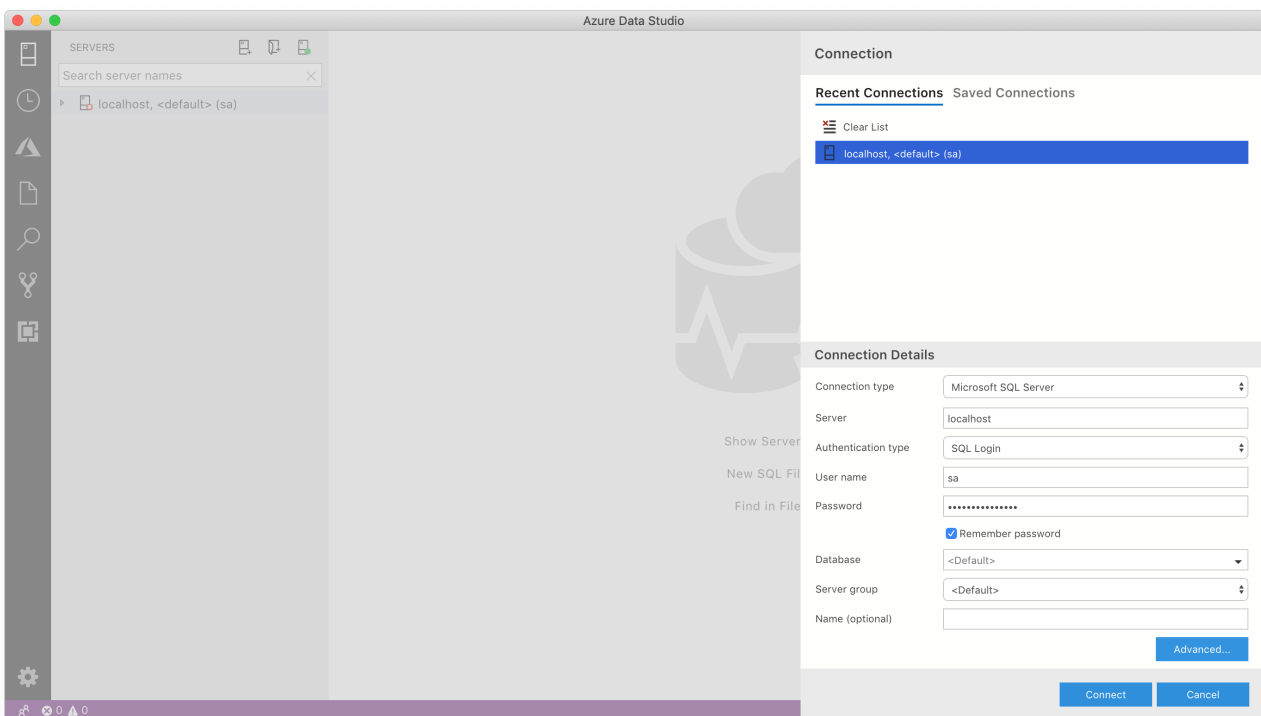 Azure Data Studio
SERVERS
Search server names
localhost, <default> (sa)
Show Server
New SQL Fil
Find in File
0 0
Connection
Recent Connections Saved Connections
Clear List
localhost, <default> (sa)
Connection Details
Connection type Microsoft SQL Server
Server localhost
Authentication type SQL Login
User name sa
Password •••••••••••••••
Remember password
Database <Default>
Server group <Default>
Name (optional)
Advanced...
Connect Cancel